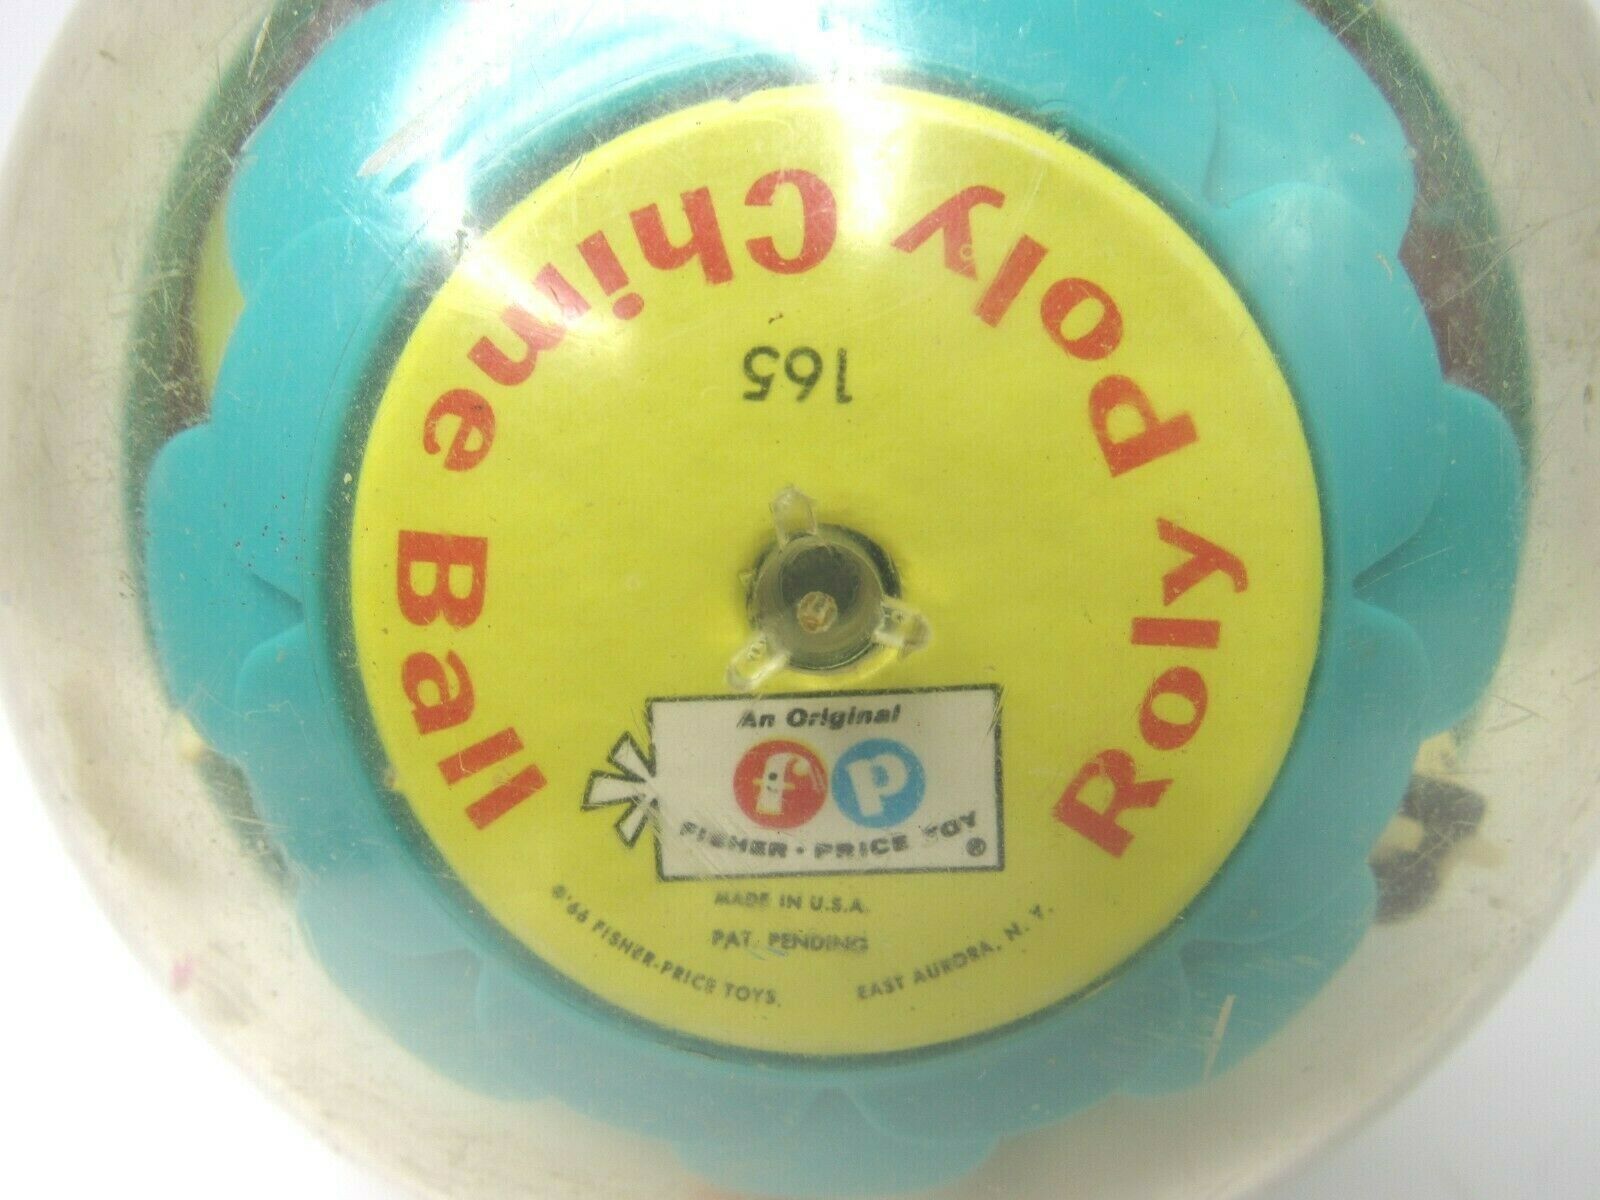 Roly Poly Chime Ball
165
An Original
fp
FISHER • PRICE TOY
®
MADE IN U.S.A.
PAT. PENDING
©'66 FISHER-PRICE TOYS. EAST AURORA, N. Y.